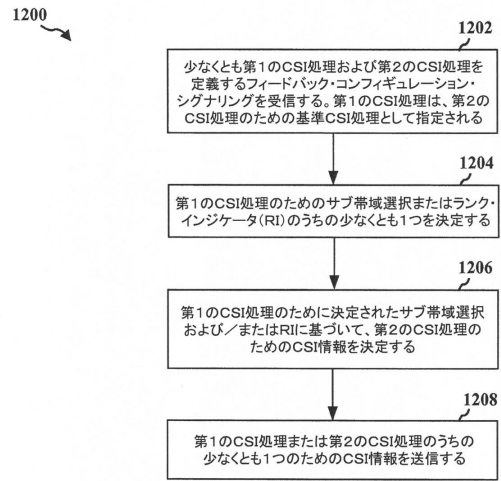 1200
1202
少なくとも第1のCSI処理および第2のCSI処理を
定義するフィードバック・コンフィギュレーション・
シグナリングを受信する。第1のCSI処理は、第2の
CSI処理のための基準CSI処理として指定される
1204
第1のCSI処理のためのサブ帯域選択またはランク・
インジケータ(RI)のうちの少なくとも1つを決定する
1206
第1のCSI処理のために決定されたサブ帯域選択
および/またはRIに基づいて、第2のCSI処理の
ためのCSI情報を決定する
1208
第1のCSI処理または第2のCSI処理のうちの
少なくとも1つのためのCSI情報を送信する